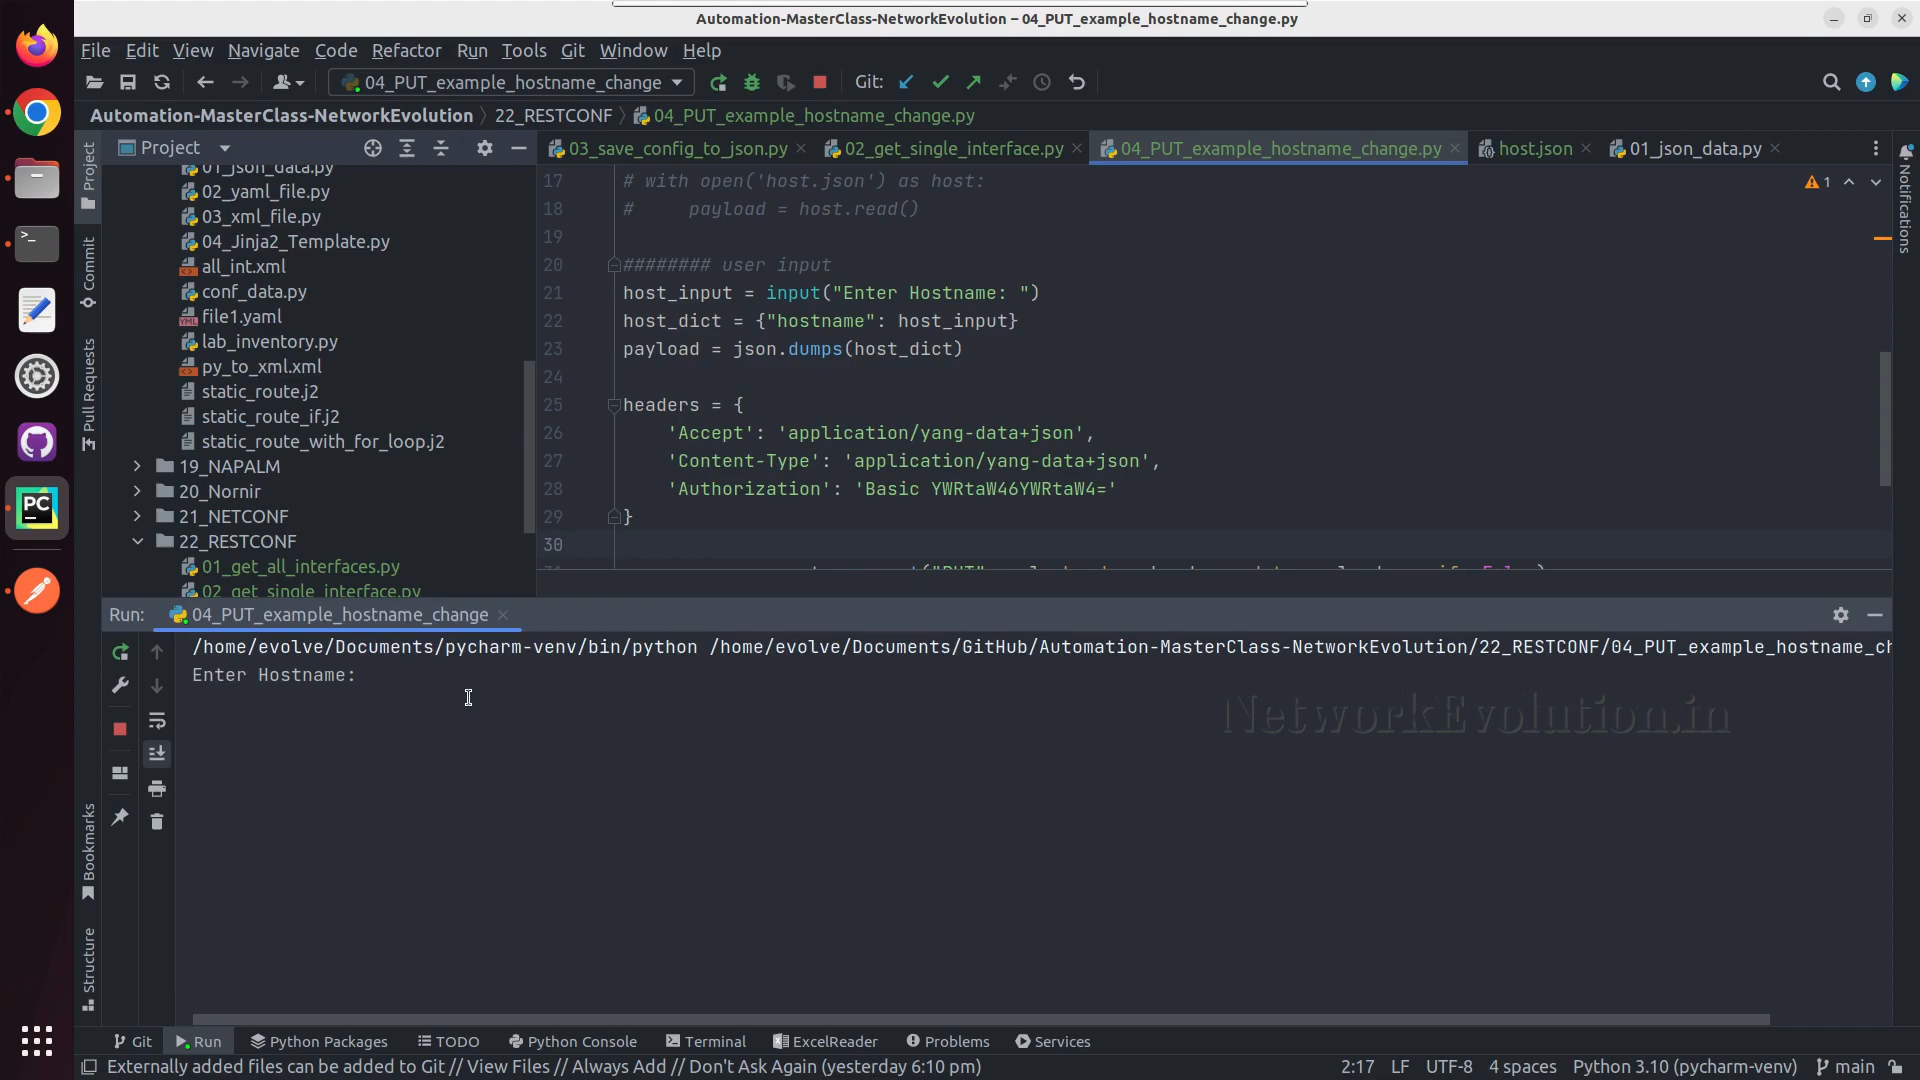 Automation-MasterClass-NetworkEvolution – 04_PUT_example_hostname_change.py
File Edit View Navigate Code Refactor Run Tools Git Window Help
04_PUT_example_hostname_change Git:
Automation-MasterClass-NetworkEvolution 22_RESTCONF 04_PUT_example_hostname_change.py
Project 03_save_config_to_json.py 02_get_single_interface.py 04_PUT_example_hostname_change.py host.json 01_json_data.py
01_json_data.py
02_yaml_file.py
03_xml_file.py
04_Jinja2_Template.py
all_int.xml
conf_data.py
file1.yaml
lab_inventory.py
py_to_xml.xml
static_route.j2
static_route_if.j2
static_route_with_for_loop.j2
19_NAPALM
20_Nornir
21_NETCONF
22_RESTCONF
01_get_all_interfaces.py
02_get_single_interface.py
17 # with open('host.json') as host:
18 # payload = host.read()
19
20 ######## user input
21 host_input = input("Enter Hostname: ")
22 host_dict = {"hostname": host_input}
23 payload = json.dumps(host_dict)
24
25 headers = {
26 'Accept': 'application/yang-data+json',
27 'Content-Type': 'application/yang-data+json',
28 'Authorization': 'Basic YWRtaW46YWRtaW4='
29 }
30
1
Project
Commit
Pull Requests
Bookmarks
Structure
Notifications
Run: 04_PUT_example_hostname_change
/home/evolve/Documents/pycharm-venv/bin/python /home/evolve/Documents/GitHub/Automation-MasterClass-NetworkEvolution/22_RESTCONF/04_PUT_example_hostname_ch
Enter Hostname:
NetworkEvolution.in
Git Run Python Packages TODO Python Console Terminal ExcelReader Problems Services
Externally added files can be added to Git // View Files // Always Add // Don't Ask Again (yesterday 6:10 pm) 2:17 LF UTF-8 4 spaces Python 3.10 (pycharm-venv) main
PC